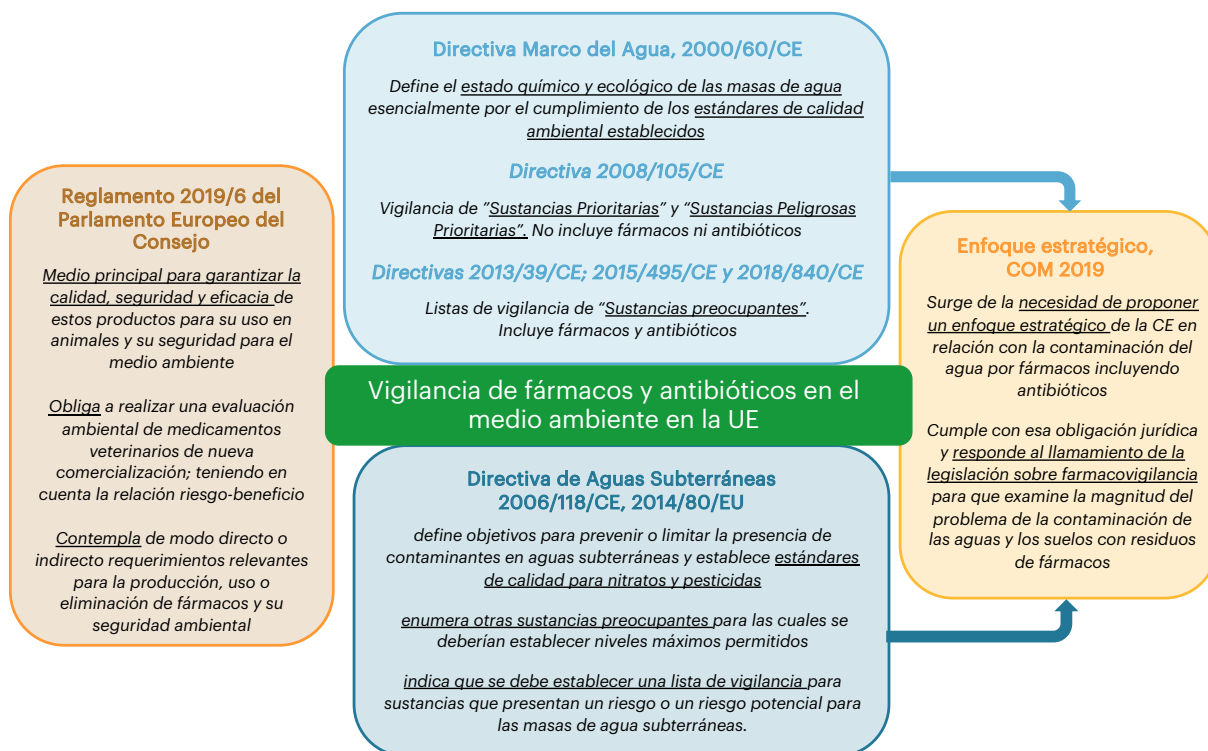 Directiva Marco del Agua, 2000/60/CE
Define el estado químico y ecológico de las masas de agua
esencialmente por el cumplimiento de los estándares de calidad
ambiental establecidos
Directiva 2008/105/CE
Vigilancia de "Sustancias Prioritarias" y “Sustancias Peligrosas
Prioritarias”. No incluye fármacos ni antibióticos
Directivas 2013/39/CE; 2015/495/CE y 2018/840/CE
Listas de vigilancia de “Sustancias preocupantes”.
Incluye fármacos y antibióticos
Reglamento 2019/6 del
Parlamento Europeo del
Consejo
Medio principal para garantizar la
calidad, seguridad y eficacia de
estos productos para su uso en
animales y su seguridad para el
medio ambiente
Obliga a realizar una evaluación
ambiental de medicamentos
veterinarios de nueva
comercialización; teniendo en
cuenta la relación riesgo-beneficio
Contempla de modo directo o
indirecto requerimientos relevantes
para la producción, uso o
eliminación de fármacos y su
seguridad ambiental
Vigilancia de fármacos y antibióticos en el
medio ambiente en la UE
Directiva de Aguas Subterráneas
2006/118/CE, 2014/80/EU
define objetivos para prevenir o limitar la presencia de
contaminantes en aguas subterráneas y establece estándares
de calidad para nitratos y pesticidas
enumera otras sustancias preocupantes para las cuales se
deberían establecer niveles máximos permitidos
indica que se debe establecer una lista de vigilancia para
sustancias que presentan un riesgo o un riesgo potencial para
las masas de agua subterráneas.
Enfoque estratégico,
COM 2019
Surge de la necesidad de proponer
un enfoque estratégico de la CE en
relación con la contaminación del
agua por fármacos incluyendo
antibióticos
Cumple con esa obligación jurídica
y responde al llamamiento de la
legislación sobre farmacovigilancia
para que examine la magnitud del
problema de la contaminación de
las aguas y los suelos con residuos
de fármacos